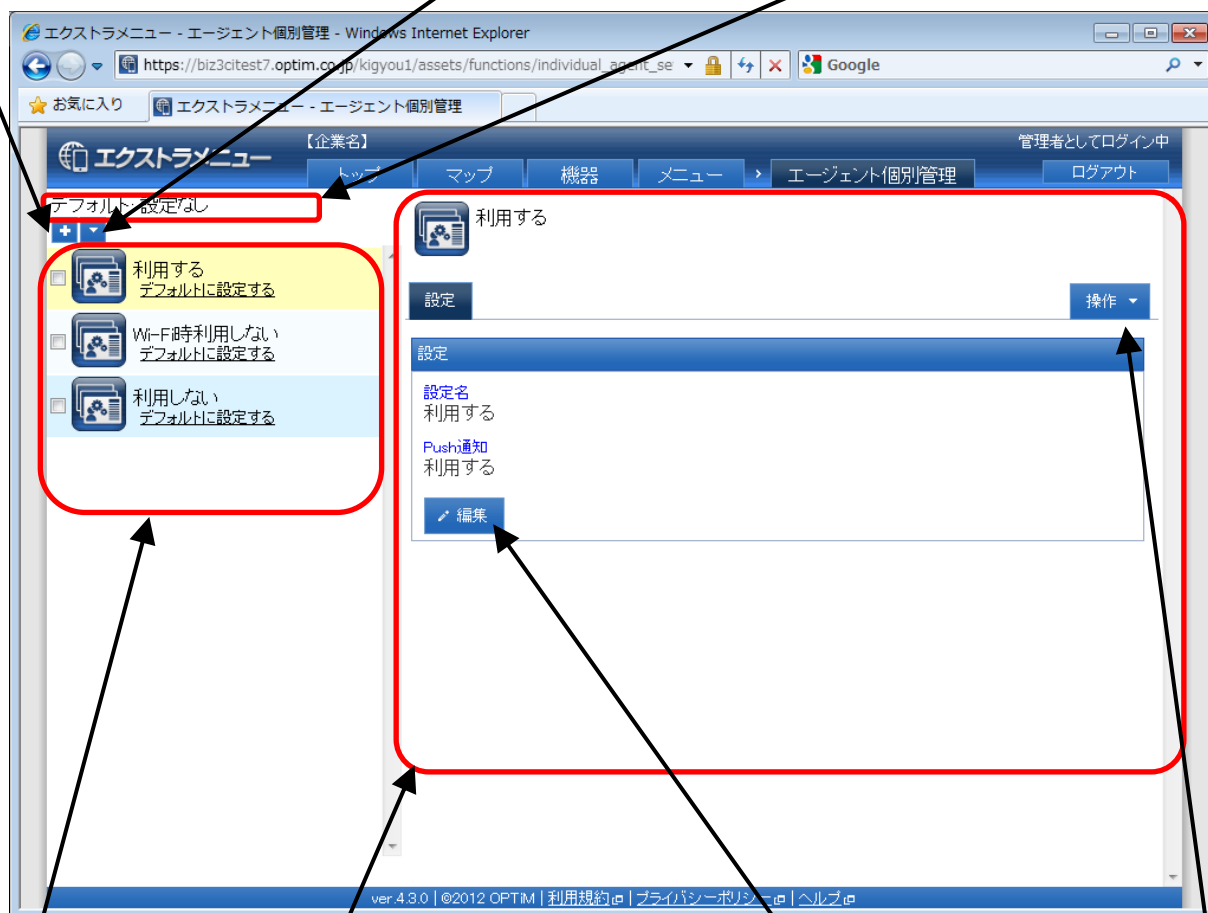 エクストラメニュー - エージェント個別管理 - Windows Internet Explorer
https://biz3citest7.optim.co.jp/kigyou1/assets/functions/individual_agent_se
Google
お気に入り
エクストラメニュー - エージェント個別管理
エクストラメニュー
【企業名】
管理者としてログイン中
トップ マップ 機器 メニュー › エージェント個別管理 ログアウト
デフォルト: 設定なし
利用する
デフォルトに設定する
Wi-Fi時利用しない
デフォルトに設定する
利用しない
デフォルトに設定する
利用する
設定
操作
設定
設定名
利用する
Push通知
利用する
編集
ver.4.3.0 | ©2012 OPTiM | 利用規約 | プライバシーポリシー | ヘルプ